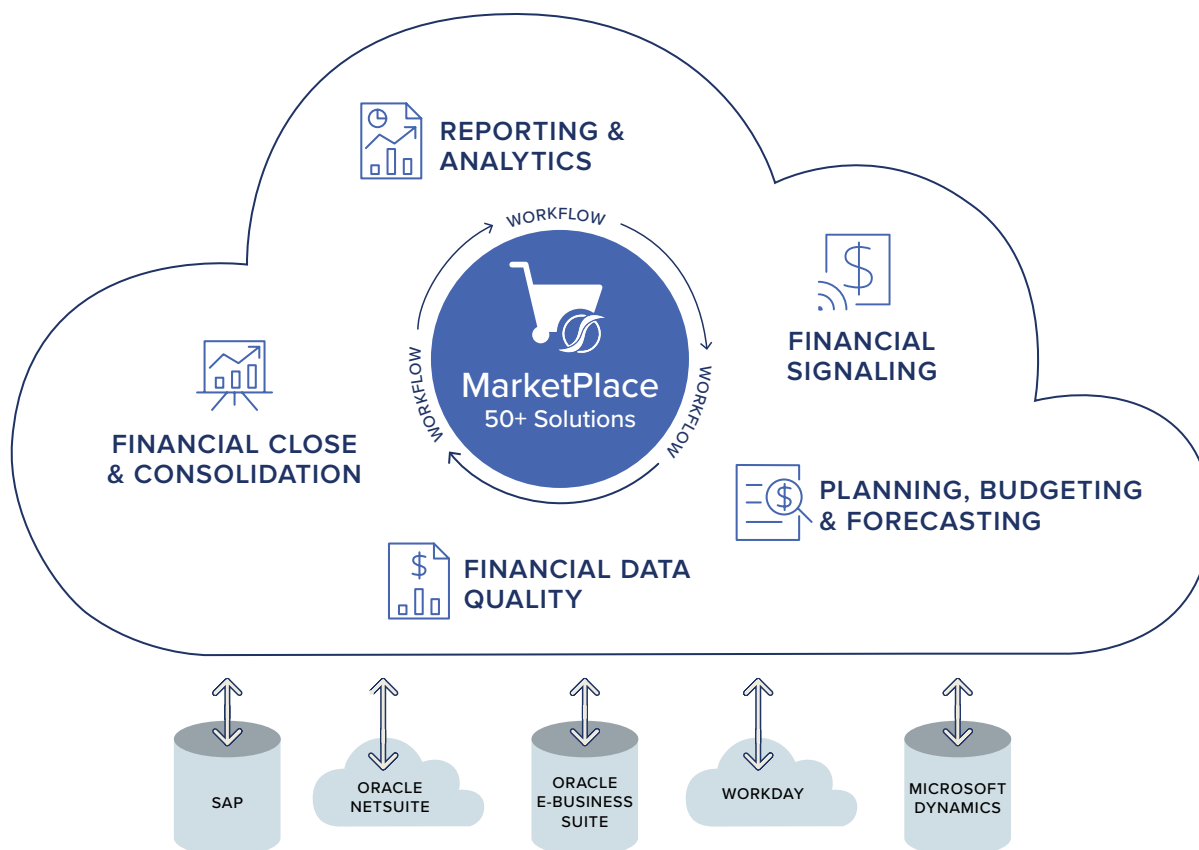 REPORTING &
ANALYTICS
WORKFLOW
WORKFLOW
WORKFLOW
MarketPlace
50+ Solutions
FINANCIAL
SIGNALING
FINANCIAL CLOSE
& CONSOLIDATION
PLANNING, BUDGETING
& FORECASTING
$
$
$
FINANCIAL DATA
QUALITY
SAP
ORACLE
NETSUITE
ORACLE
E-BUSINESS
SUITE
WORKDAY
MICROSOFT
DYNAMICS